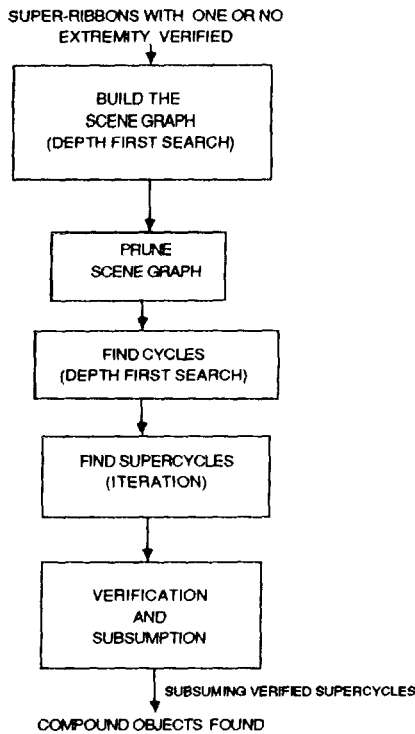 SUPER-RIBBONS WITH ONE OR NO
EXTREMITY VERIFIED
BUILD THE
SCENE GRAPH
(DEPTH FIRST SEARCH)
PRUNE
SCENE GRAPH
FIND CYCLES
(DEPTH FIRST SEARCH)
FIND SUPERCYCLES
(ITERATION)
VERIFICATION
AND
SUBSUMPTION
SUBSUMING VERIFIED SUPERCYCLES
COMPOUND OBJECTS FOUND